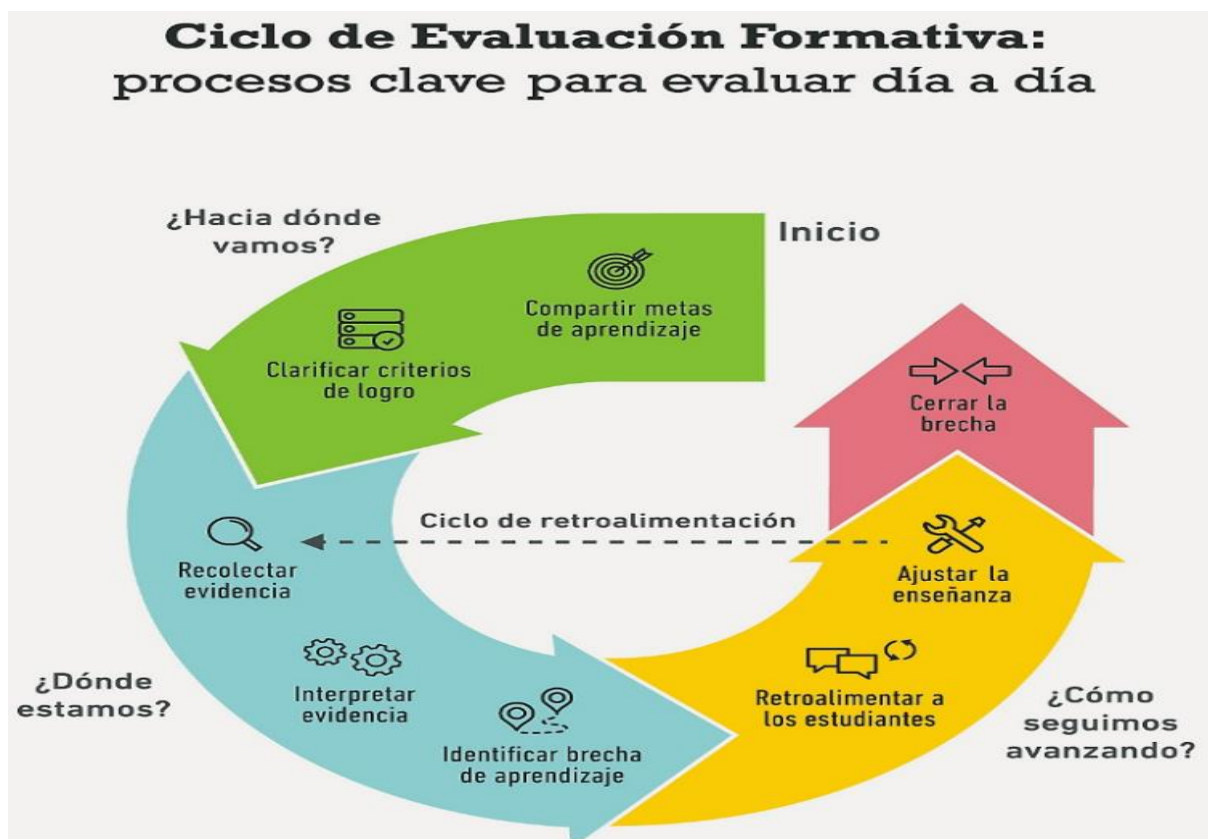 Ciclo de Evaluación Formativa:
procesos clave para evaluar día a día
¿Hacia dónde
vamos?
Inicio
Compartir metas
de aprendizaje
Clarificar criterios
de logro
Cerrar la
brecha
Ciclo de retroalimentación
Recolectar
evidencia
Ajustar la
enseñanza
¿Dónde
estamos?
Interpretar
evidencia
Identificar brecha
de aprendizaje
Retroalimentar a
los estudiantes
¿Cómo
seguimos
avanzando?